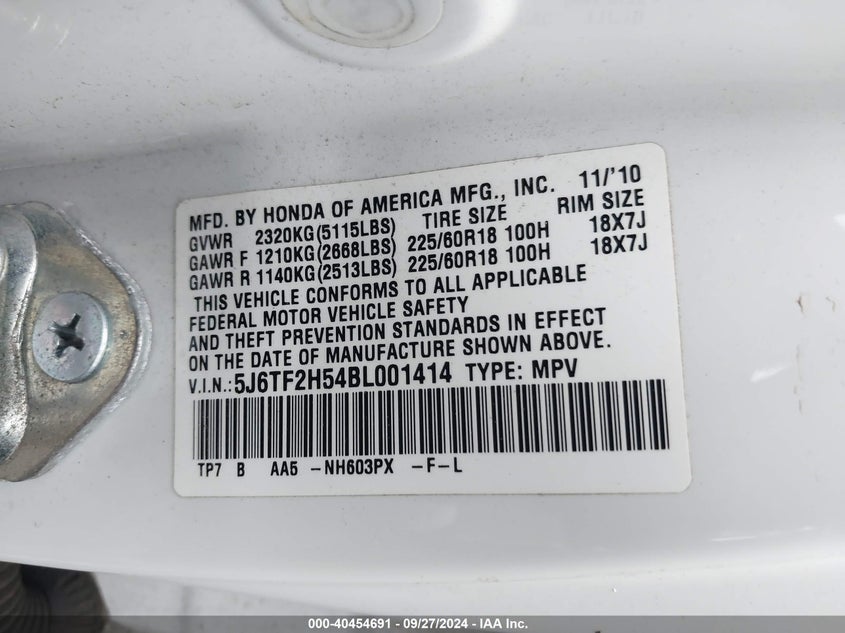 MFD. BY HONDA OF AMERICA MFG., INC. 11/'10
GVWR 2320KG(5115LBS) TIRE SIZE RIM SIZE
GAWR F 1210KG(2668LBS) 225/60R18 100H 18X7J
GAWR R 1140KG(2513LBS) 225/60R18 100H 18X7J
THIS VEHICLE CONFORMS TO ALL APPLICABLE
FEDERAL MOTOR VEHICLE SAFETY
AND THEFT PREVENTION STANDARDS IN EFFECT
ON THE DATE OF MANUFACTURE SHOWN ABOVE.
V.I.N.:5J6TF2H54BL001414 TYPE: MPV
TP7 B AA5 -NH603PX -F-L
000-40454691 - 09/27/2024 - IAA Inc.